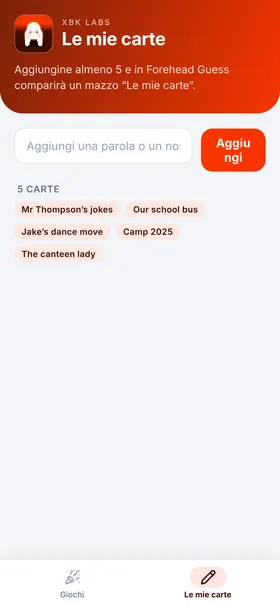 XBK LABS
Le mie carte
Aggiungine almeno 5 e in Forehead Guess
comparirà un mazzo “Le mie carte”.
Aggiungi una parola o un no
Aggiu
ngi
5 CARTE
Mr Thompson’s jokes
Our school bus
Jake’s dance move
Camp 2025
The canteen lady
Giochi
Le mie carte